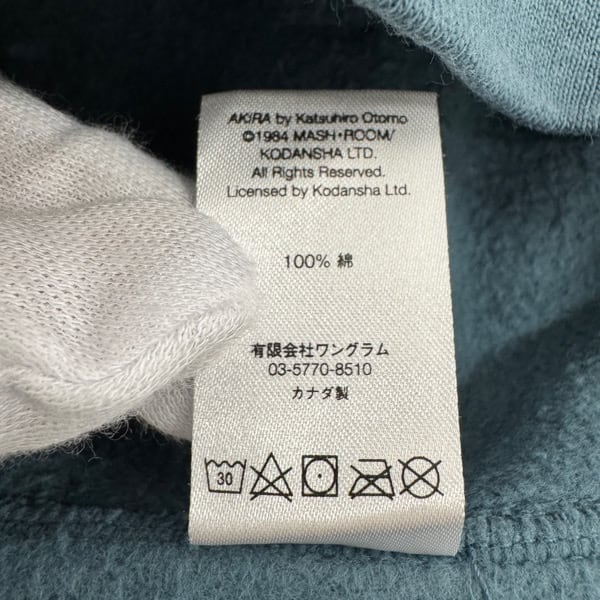 AKIRA by Katsuhiro Otomo
©1984 MASH・ROOM/
KODANSHA LTD.
All Rights Reserved.
Licensed by Kodansha Ltd.
100% 綿
有限会社ワングラム
03-5770-8510
カナダ製
30